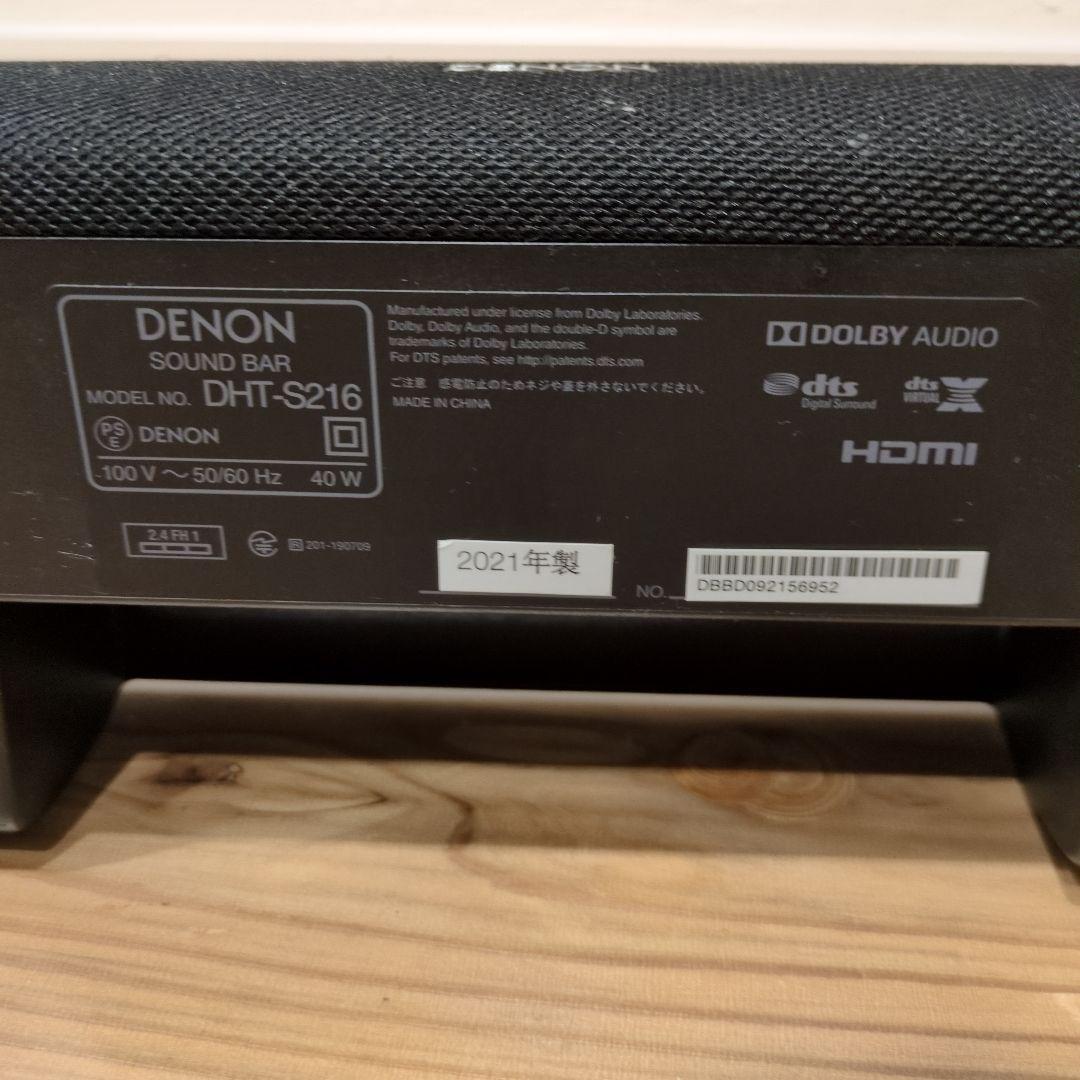 DENON
DENON
SOUND BAR
MODEL NO. DHT-S216
PS
E
DENON
100 V ～ 50/60 Hz 40 W
Manufactured under license from Dolby Laboratories.
Dolby, Dolby Audio, and the double-D symbol are
trademarks of Dolby Laboratories.
For DTS patents, see http://patents.dts.com
ご注意 感電防止のためネジや蓋を外さないでください。
MADE IN CHINA
DOLBY AUDIO
dts
Digital Surround
dts
VIRTUAL X
HDMI
2.4 FH 1
R 201-190709
2021年製
NO.
DBBD092156952